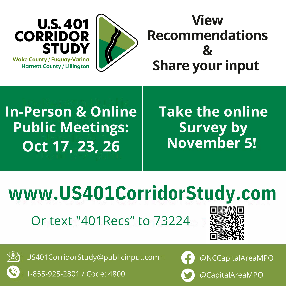 U.S. 401
CORRIDOR
STUDY
Wake County / Fuquay-Varina
Harnett County / Lillington
View
Recommendations
&
Share your input
In-Person & Online
Public Meetings:
Oct 17, 23, 26
Take the online
Survey by
November 5!
www.US401CorridorStudy.com
Or text "401Recs" to 73224
US401CorridorStudy@publicinput.com
1-855-925-2801 / Code: 4800
@NCCapitalAreaMPO
@CapitalAreaMPO